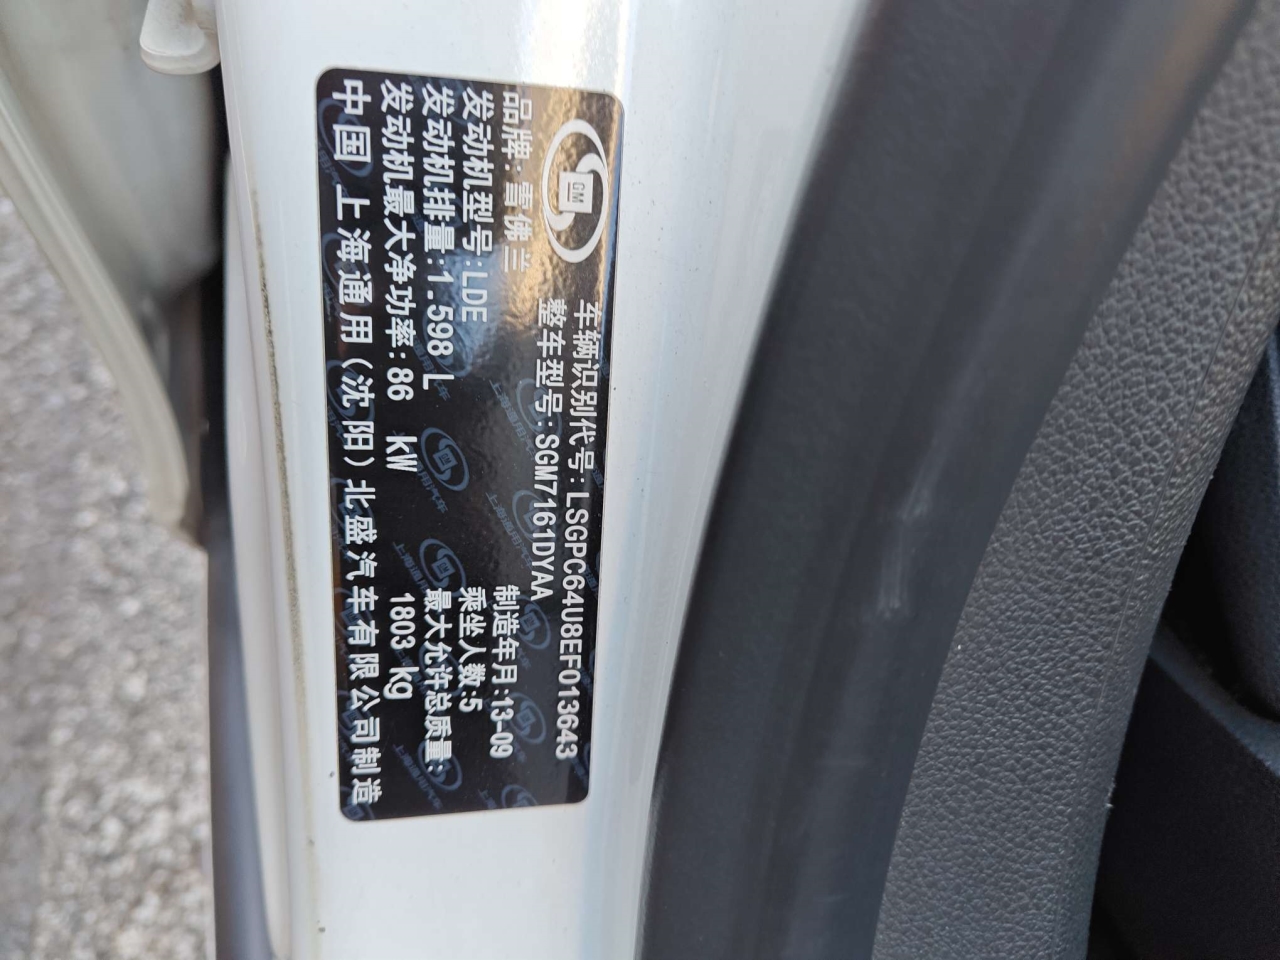 GM
车辆识别代号:LSGPC64U8EF013643
整车型号:SGM7161DYAA
品牌:雪佛兰
发动机型号:LDE 制造年月:13-09
发动机排量:1.598 L 乘坐人数:5
发动机最大净功率:86 kW 最大允许总质量:1803 kg
中国上海通用(沈阳)北盛汽车有限公司制造